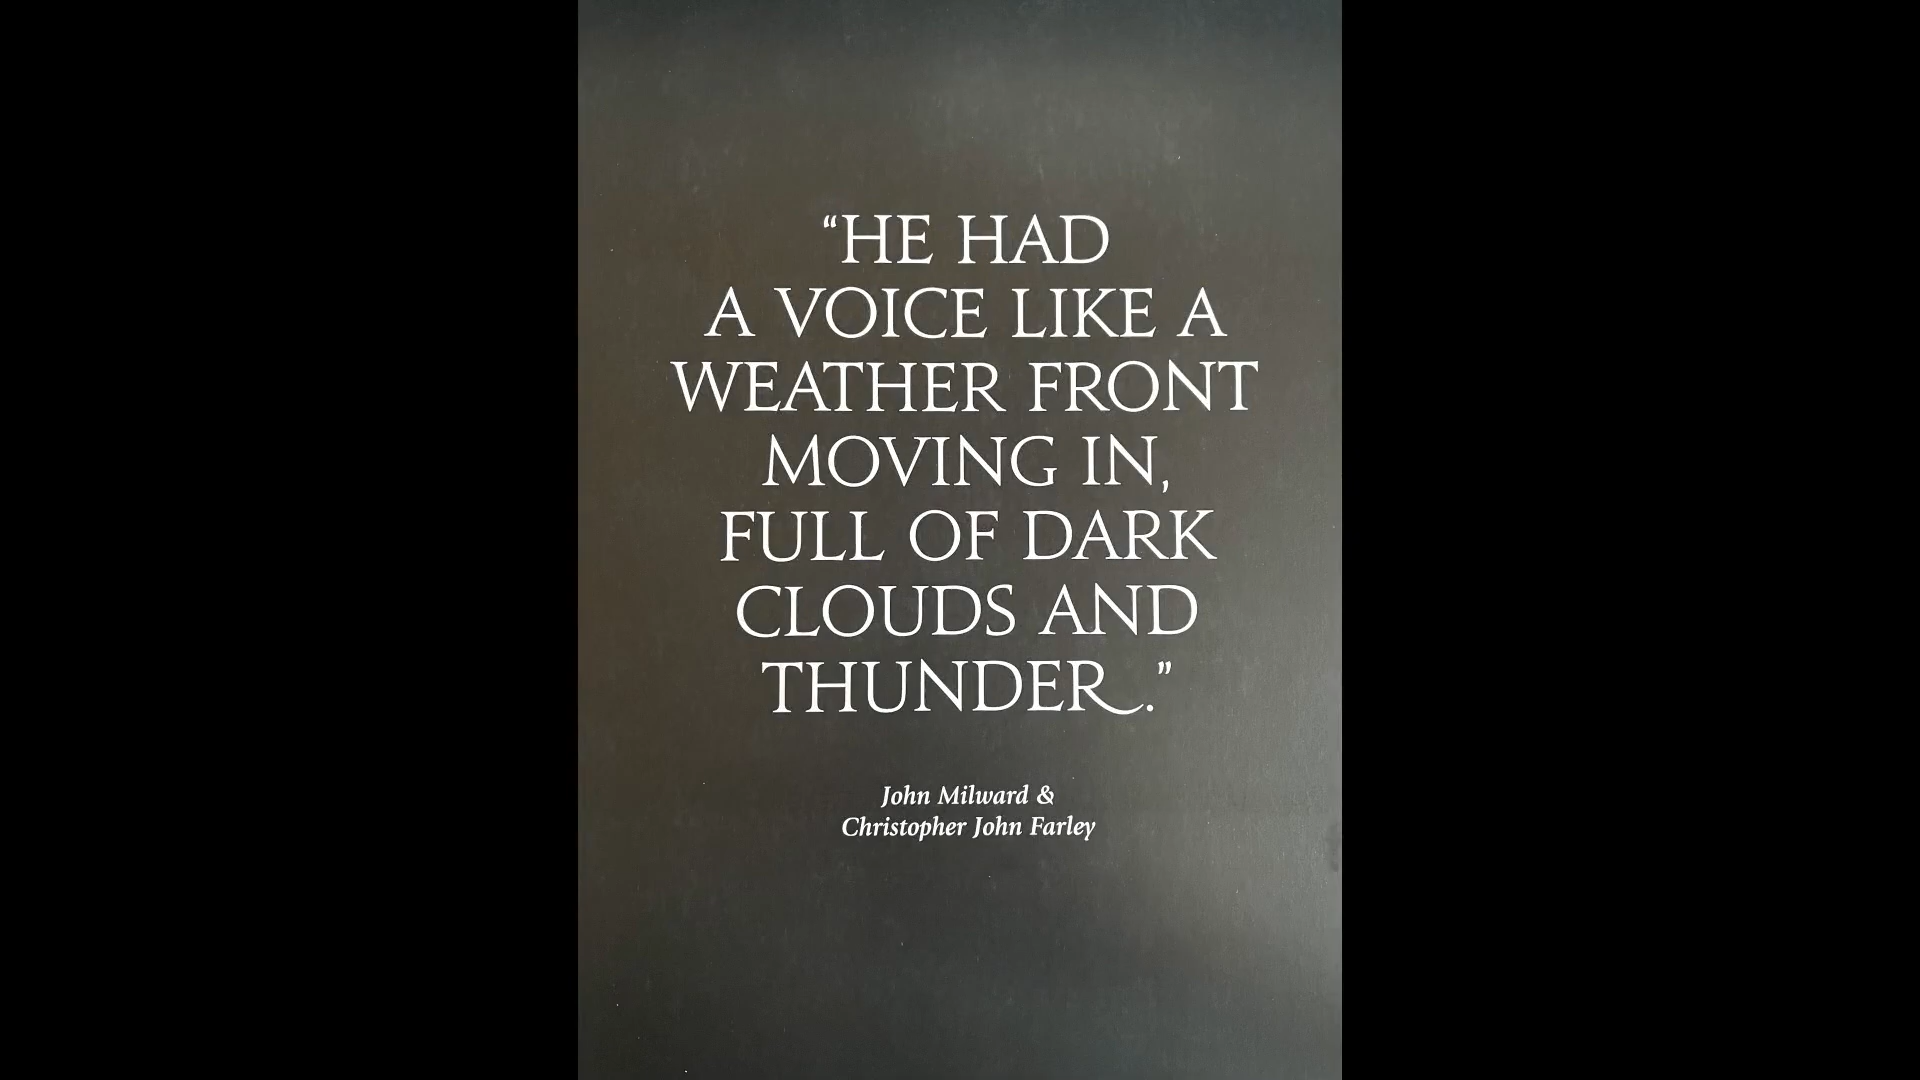 “HE HAD
A VOICE LIKE A
WEATHER FRONT
MOVING IN,
FULL OF DARK
CLOUDS AND
THUNDER.”
John Milward &
Christopher John Farley